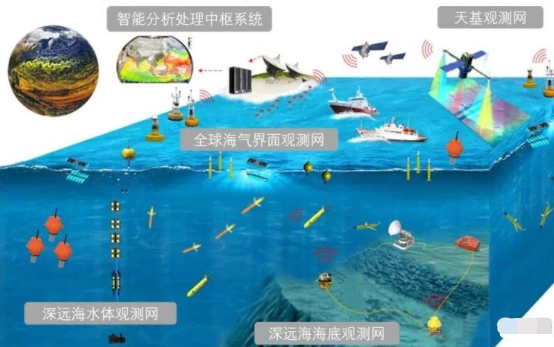 智能分析处理中枢系统
天基观测网
全球海气界面观测网
深远海水体观测网
深远海海底观测网